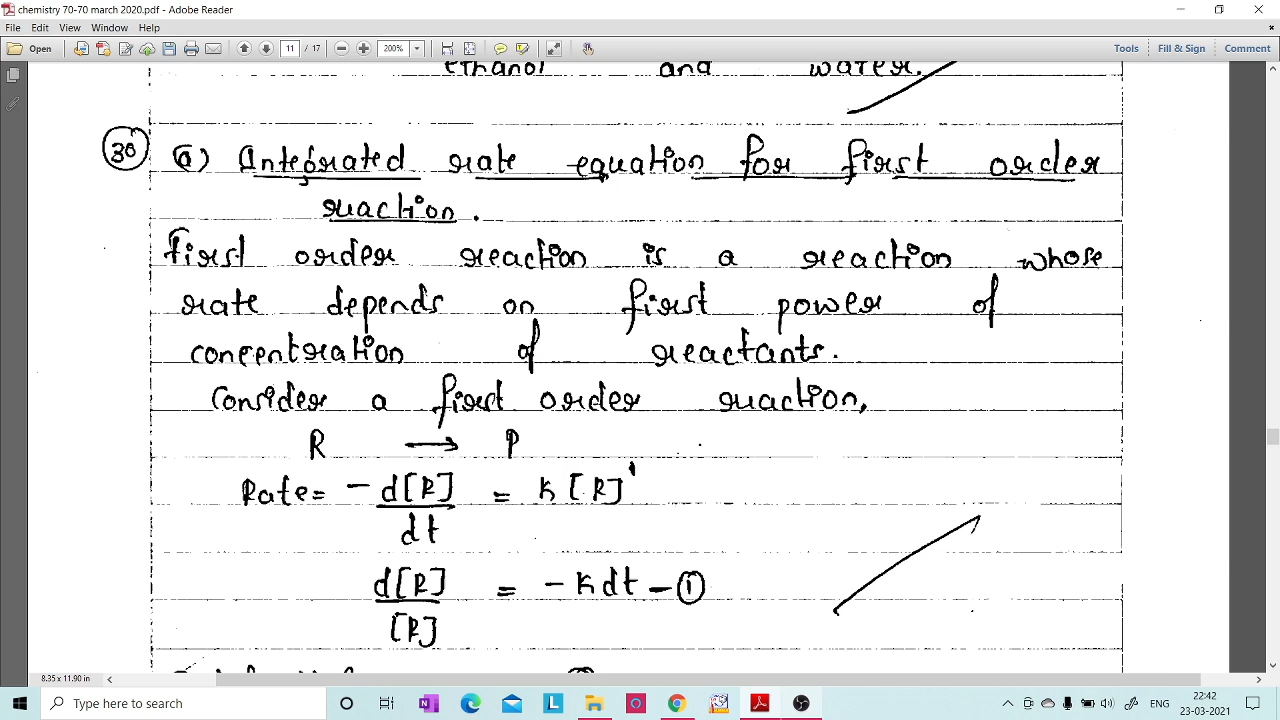 chemistry 70-70 march 2020.pdf - Adobe Reader
File Edit View Window Help
Open 11 / 17 200% Tools Fill & Sign Comment
ethanol and water.
30 a) Integrated rate equation for first order
reaction.
First order reaction is a reaction whose
rate depends on first power of
concentration of reactants.
Consider a first order reaction,
R → P
Rate = - d[R] / dt = K [R]¹
d[R] / [R] = - K dt - ①
8.35 x 11.90 in
Type here to search
ENG
22:42
23-03-2021